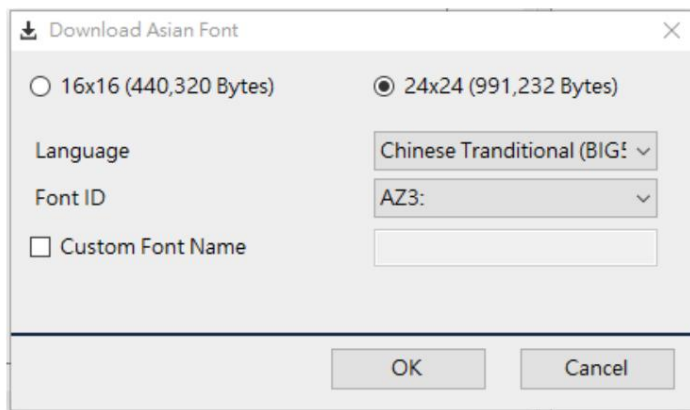 Download Asian Font
16x16 (440,320 Bytes) 24x24 (991,232 Bytes)
Language Chinese Tranditional (BIG5
Font ID AZ3:
Custom Font Name
OK Cancel